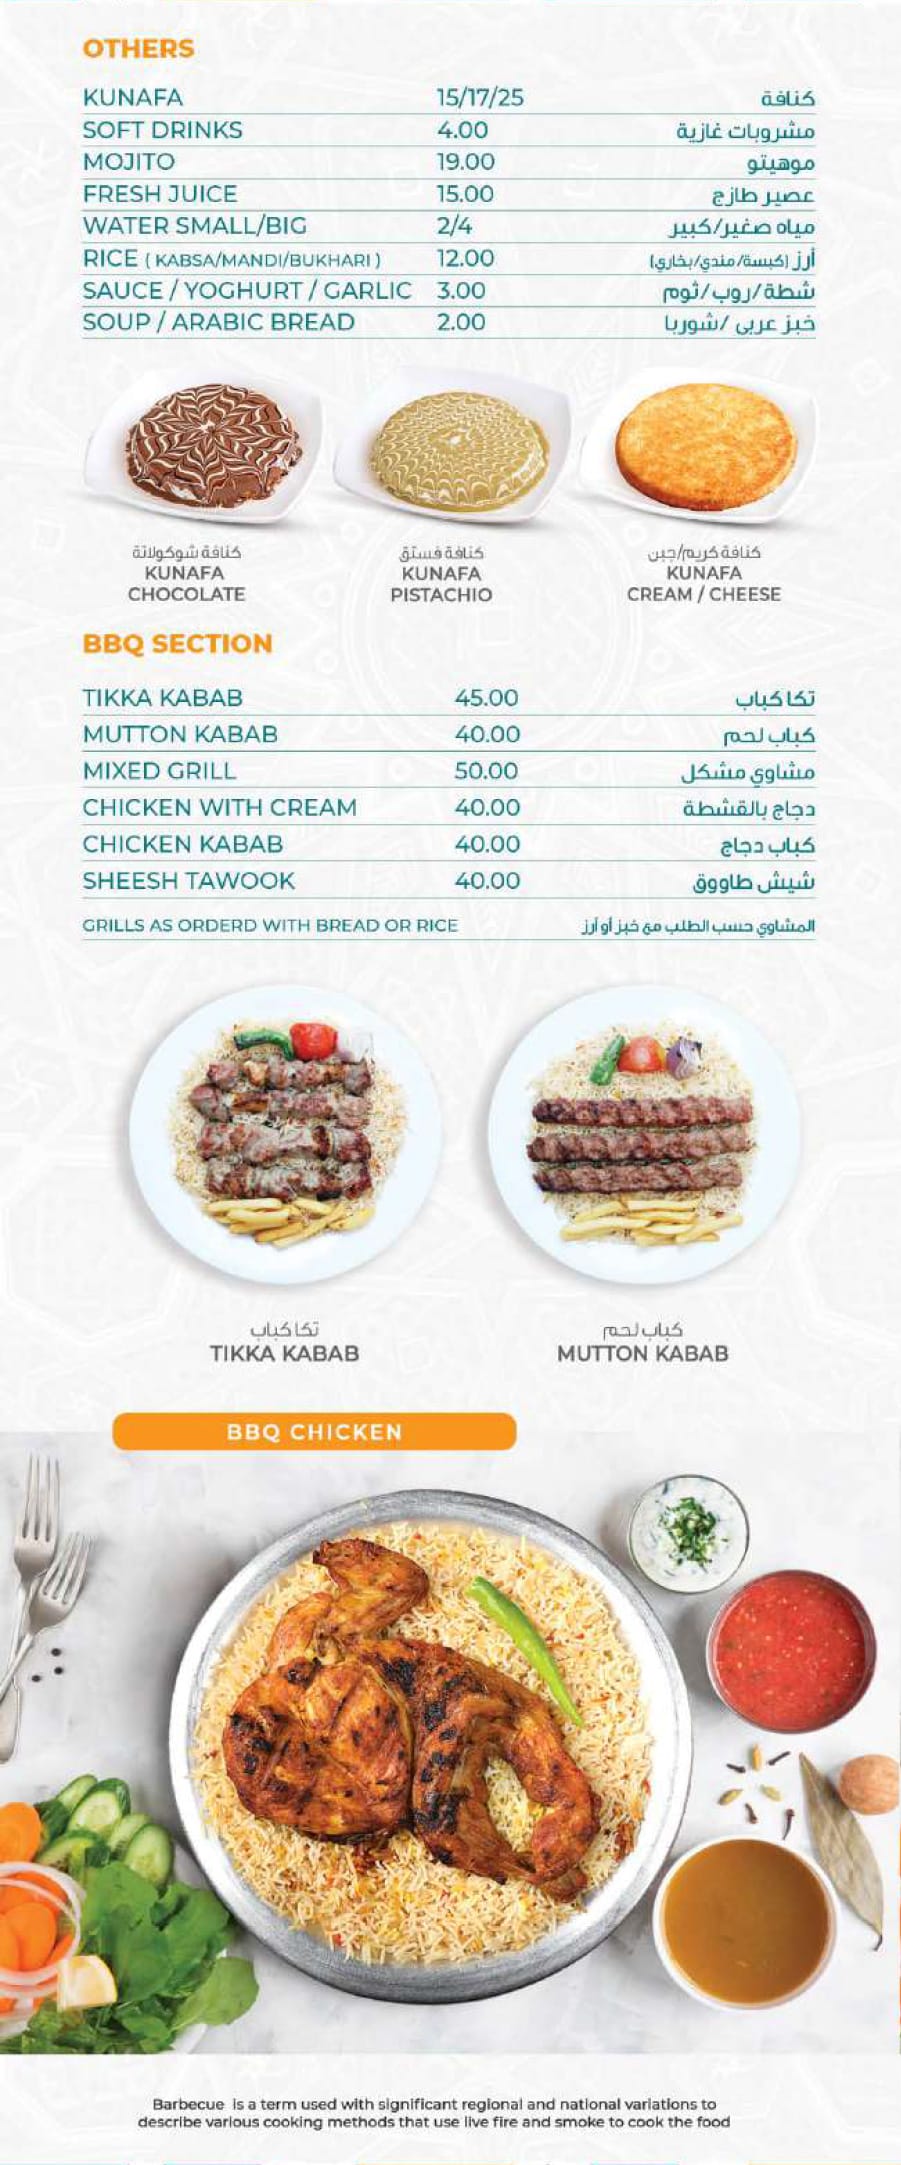 OTHERS
KUNAFA 15/17/25 كنافة
SOFT DRINKS 4.00 مشروبات غازية
MOJITO 19.00 موهيتو
FRESH JUICE 15.00 عصير طازج
WATER SMALL/BIG 2/4 مياه صغير/كبير
RICE ( KABSA/MANDI/BUKHARI ) 12.00 أرز (كبسة/مندي/بخاري)
SAUCE / YOGHURT / GARLIC 3.00 شطة/روب/ثوم
SOUP / ARABIC BREAD 2.00 خبز عربي /شوربا
كنافة شوكولاتة
KUNAFA
CHOCOLATE
كنافة فستق
KUNAFA
PISTACHIO
كنافة كريم/جبن
KUNAFA
CREAM / CHEESE
BBQ SECTION
TIKKA KABAB 45.00 تكا كباب
MUTTON KABAB 40.00 كباب لحم
MIXED GRILL 50.00 مشاوي مشكل
CHICKEN WITH CREAM 40.00 دجاج بالقشطة
CHICKEN KABAB 40.00 كباب دجاج
SHEESH TAWOOK 40.00 شيش طاووق
GRILLS AS ORDERD WITH BREAD OR RICE المشاوي حسب الطلب مع خبز أو أرز
تكا كباب
TIKKA KABAB
كباب لحم
MUTTON KABAB
BBQ CHICKEN
Barbecue is a term used with significant regional and national variations to
describe various cooking methods that use live fire and smoke to cook the food